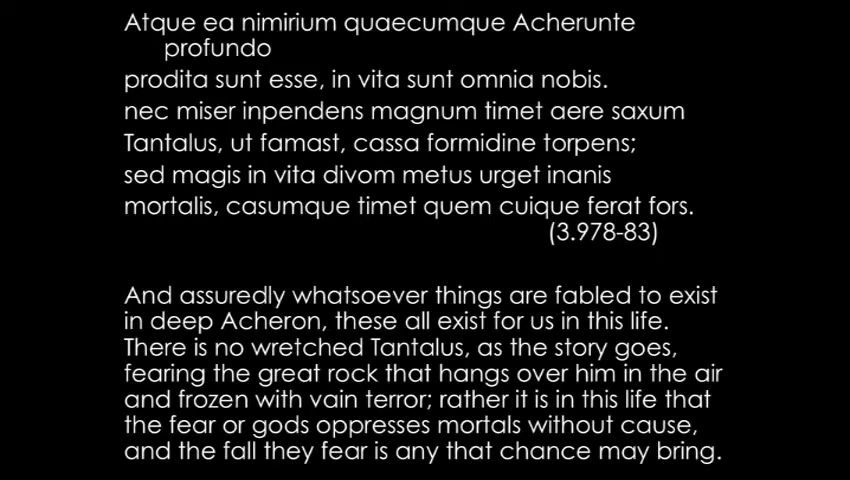 Atque ea nimirium quaecumque Acherunte
profundo
prodita sunt esse, in vita sunt omnia nobis.
nec miser inpendens magnum timet aere saxum
Tantalus, ut famast, cassa formidine torpens;
sed magis in vita divom metus urget inanis
mortalis, casumque timet quem cuique ferat fors.
(3.978-83)
And assuredly whatsoever things are fabled to exist
in deep Acheron, these all exist for us in this life.
There is no wretched Tantalus, as the story goes,
fearing the great rock that hangs over him in the air
and frozen with vain terror; rather it is in this life that
the fear or gods oppresses mortals without cause,
and the fall they fear is any that chance may bring.